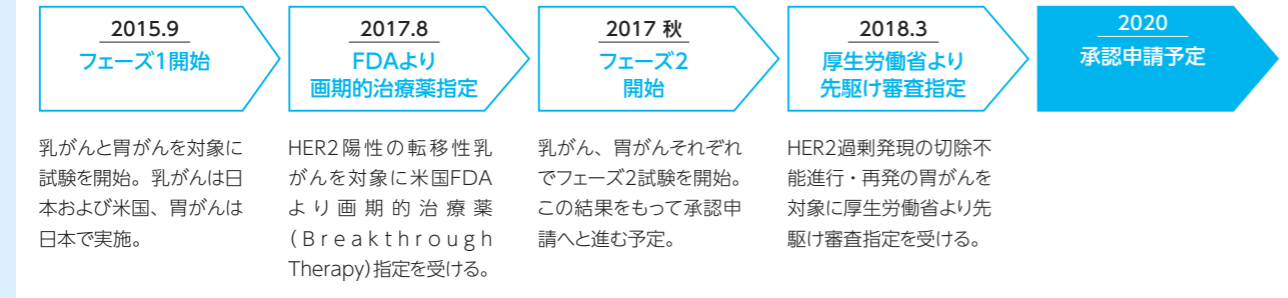 2015.9
フェーズ1開始
乳がんと胃がんを対象に
試験を開始。乳がんは日
本および米国、胃がんは
日本で実施。
2017.8
FDAより
画期的治療薬指定
HER2陽性の転移性乳
がんを対象に米国FDA
より画期的治療薬
(Breakthrough
Therapy)指定を受ける。
2017 秋
フェーズ2
開始
乳がん、胃がんそれぞれ
でフェーズ2試験を開始。
この結果をもって承認申
請へと進む予定。
2018.3
厚生労働省より
先駆け審査指定
HER2過剰発現の切除不
能進行・再発の胃がんを
対象に厚生労働省より先
駆け審査指定を受ける。
2020
承認申請予定